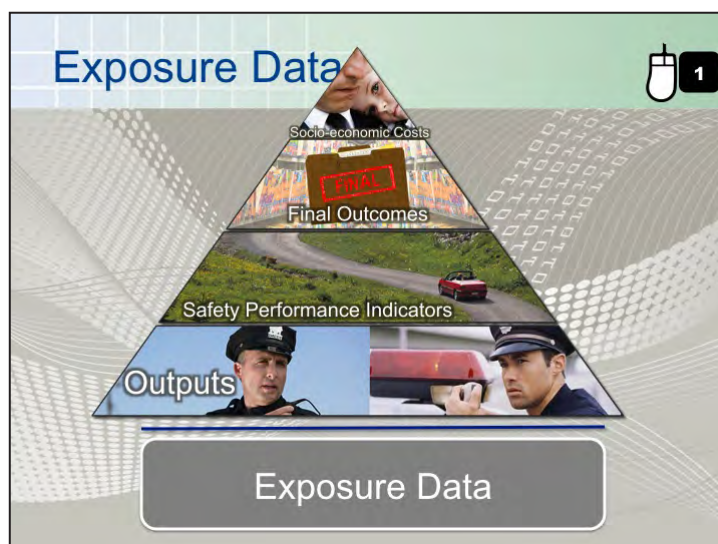 Exposure Data
1
Socio-economic Costs
FINAL
Final Outcomes
Safety Performance Indicators
Outputs
Exposure Data